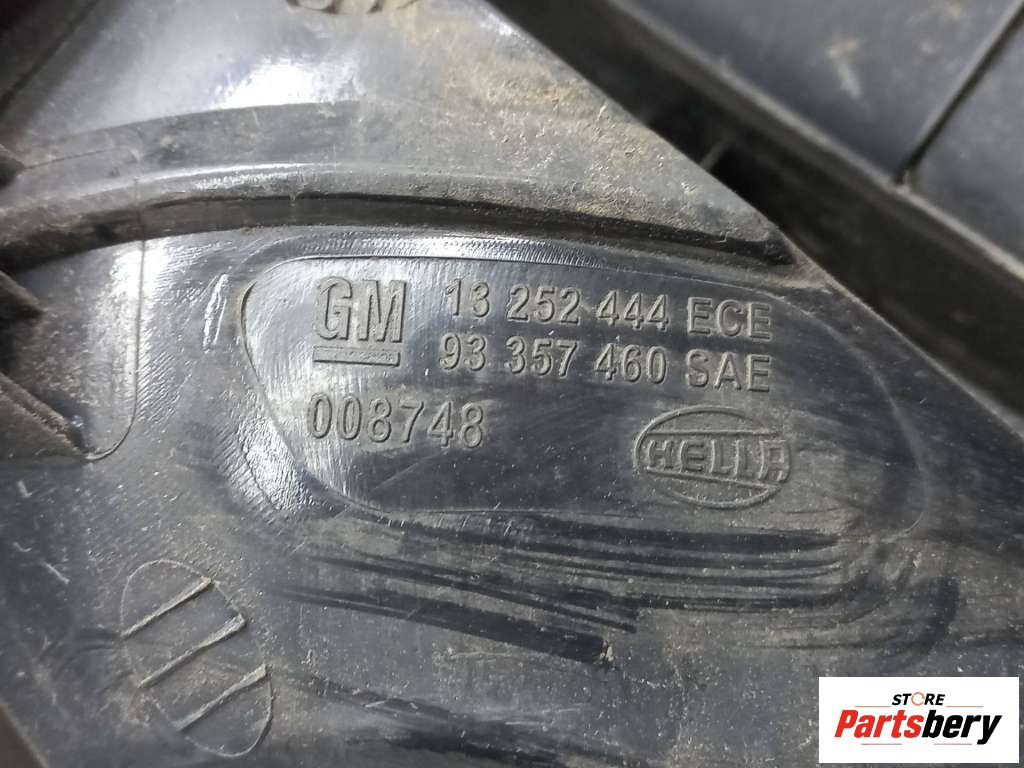 GM 13 252 444 ECE
93 357 460 SAE
008748
HELLA
STORE
Partsbery